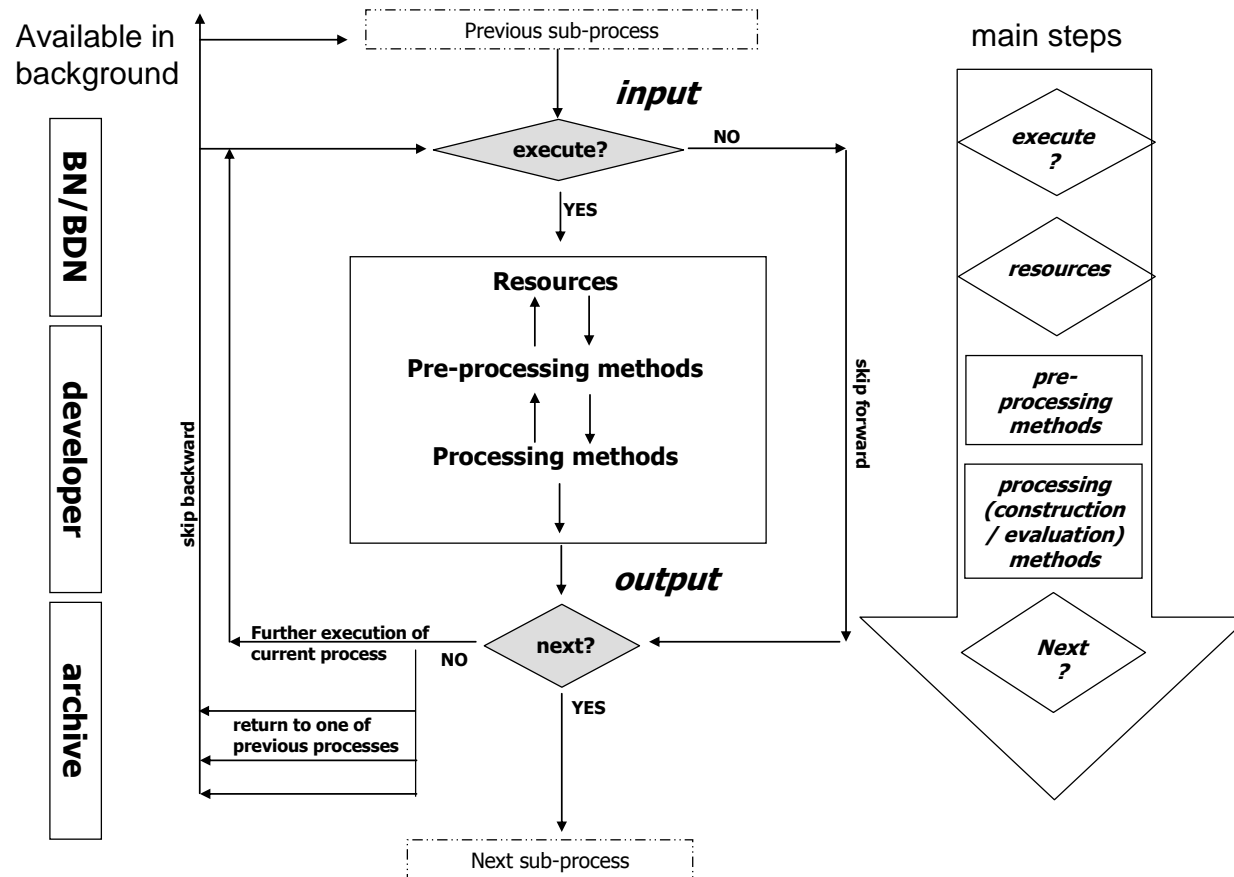 Available in
background
BN/BDN
developer
archive
Previous sub-process
input
execute?
NO
YES
Resources
Pre-processing methods
Processing methods
skip forward
skip backward
output
Further execution of
current process
NO
next?
YES
return to one of
previous processes
Next sub-process
main steps
execute
?
resources
pre-
processing
methods
processing
(construction
/ evaluation)
methods
Next
?